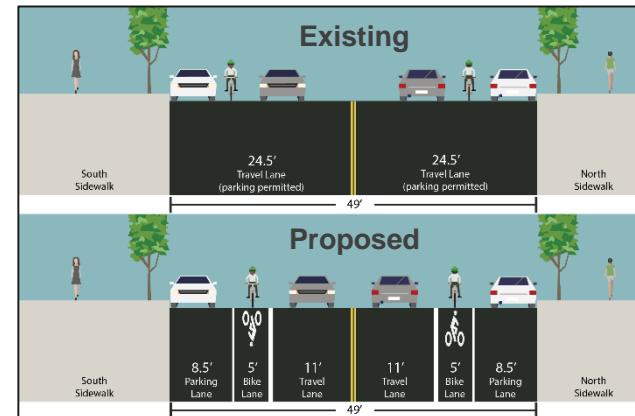 Existing
24.5'
Travel Lane
(parking permitted)
24.5'
Travel Lane
(parking permitted)
South
Sidewalk
North
Sidewalk
49'
Proposed
8.5'
Parking
Lane
5'
Bike
Lane
11'
Travel
Lane
11'
Travel
Lane
5'
Bike
Lane
8.5'
Parking
Lane
South
Sidewalk
North
Sidewalk
49'